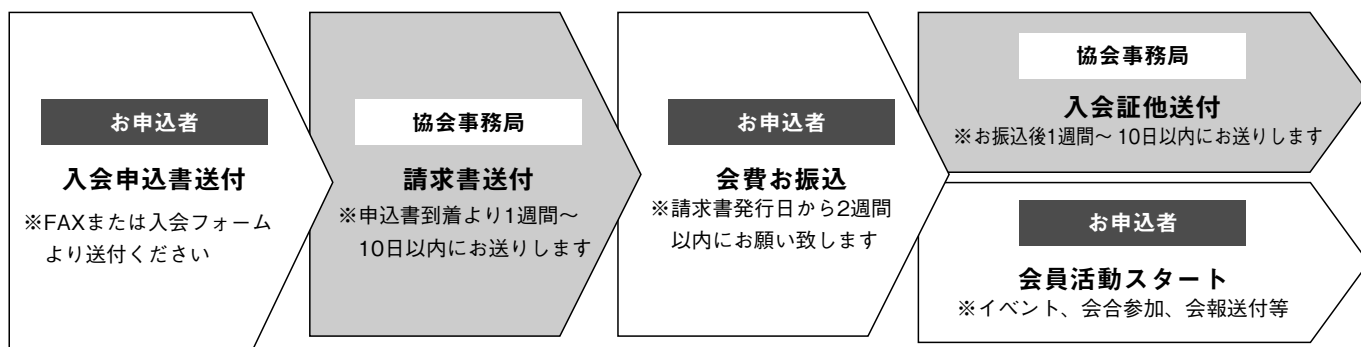 お申込者
入会申込書送付
※FAXまたは入会フォーム
より送付ください
協会事務局
請求書送付
※申込書到着より1週間〜
10日以内にお送りします
お申込者
会費お振込
※請求書発行日から2週間
以内にお願い致します
協会事務局
入会証他送付
※お振込後1週間〜 10日以内にお送りします
お申込者
会員活動スタート
※イベント、会合参加、会報送付等